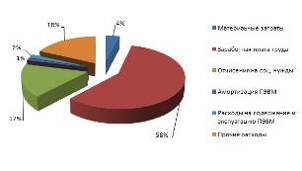 18%
4%
2%
1%
17%
58%
Материальные затраты
Заработная плата труда
Отчисления на соц. нужды
Амортизация ПЭВМ
Расходы на содержание и
эксплуатацию ПЭВМ
Прочие расходы